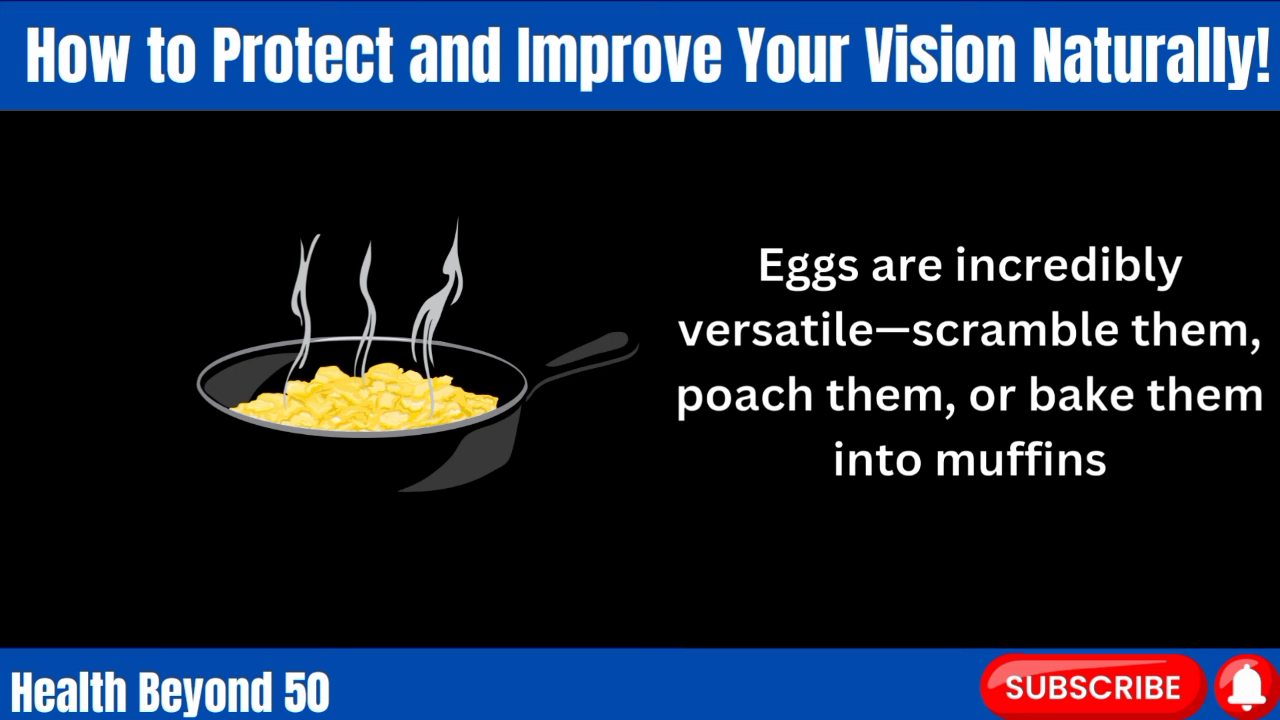 How to Protect and Improve Your Vision Naturally!
Eggs are incredibly
versatile—scramble them,
poach them, or bake them
into muffins
Health Beyond 50
SUBSCRIBE